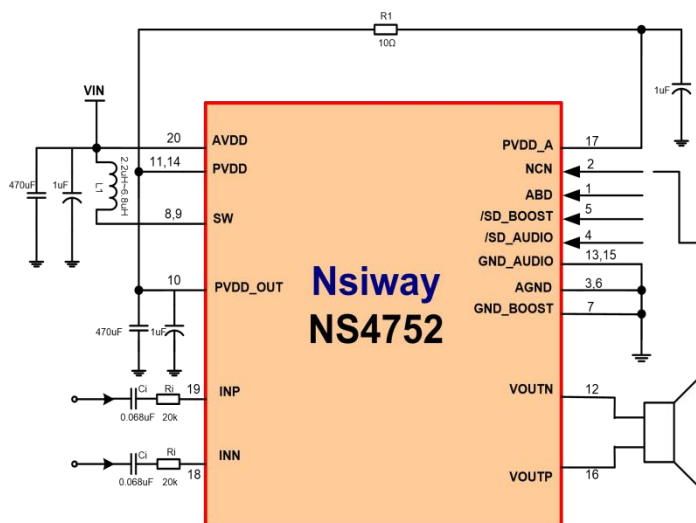 R1
10Ω
1uF
VIN
20
AVDD
11,14
PVDD
470uF
1uF
L1
2.2uH~6.8uH
8,9
SW
10
PVDD_OUT
470uF
1uF
Ci
Ri
19
INP
0.068uF
20k
Ci
Ri
18
INN
0.068uF
20k
Nsiway
NS4752
PVDD_A
17
NCN
2
ABD
1
/SD_BOOST
5
/SD_AUDIO
4
GND_AUDIO
13,15
AGND
3,6
GND_BOOST
7
VOUTN
12
VOUTP
16